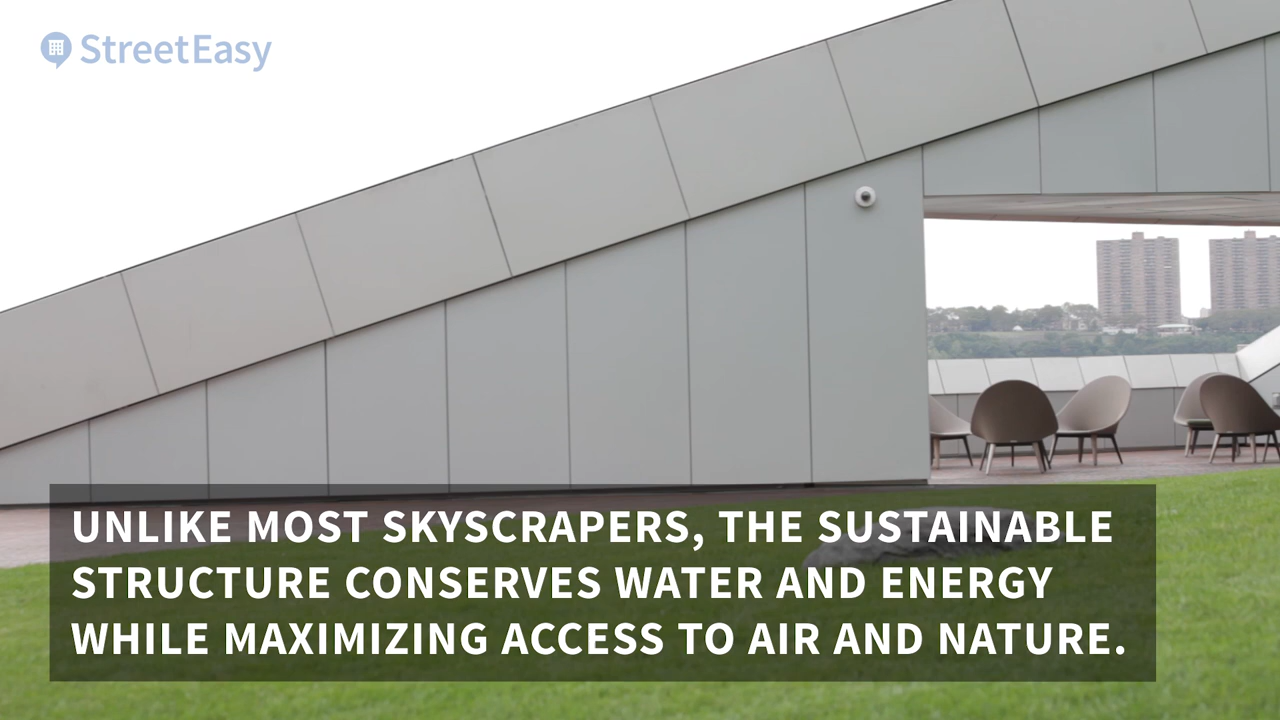 StreetEasy
UNLIKE MOST SKYSCRAPERS, THE SUSTAINABLE
STRUCTURE CONSERVES WATER AND ENERGY
WHILE MAXIMIZING ACCESS TO AIR AND NATURE.